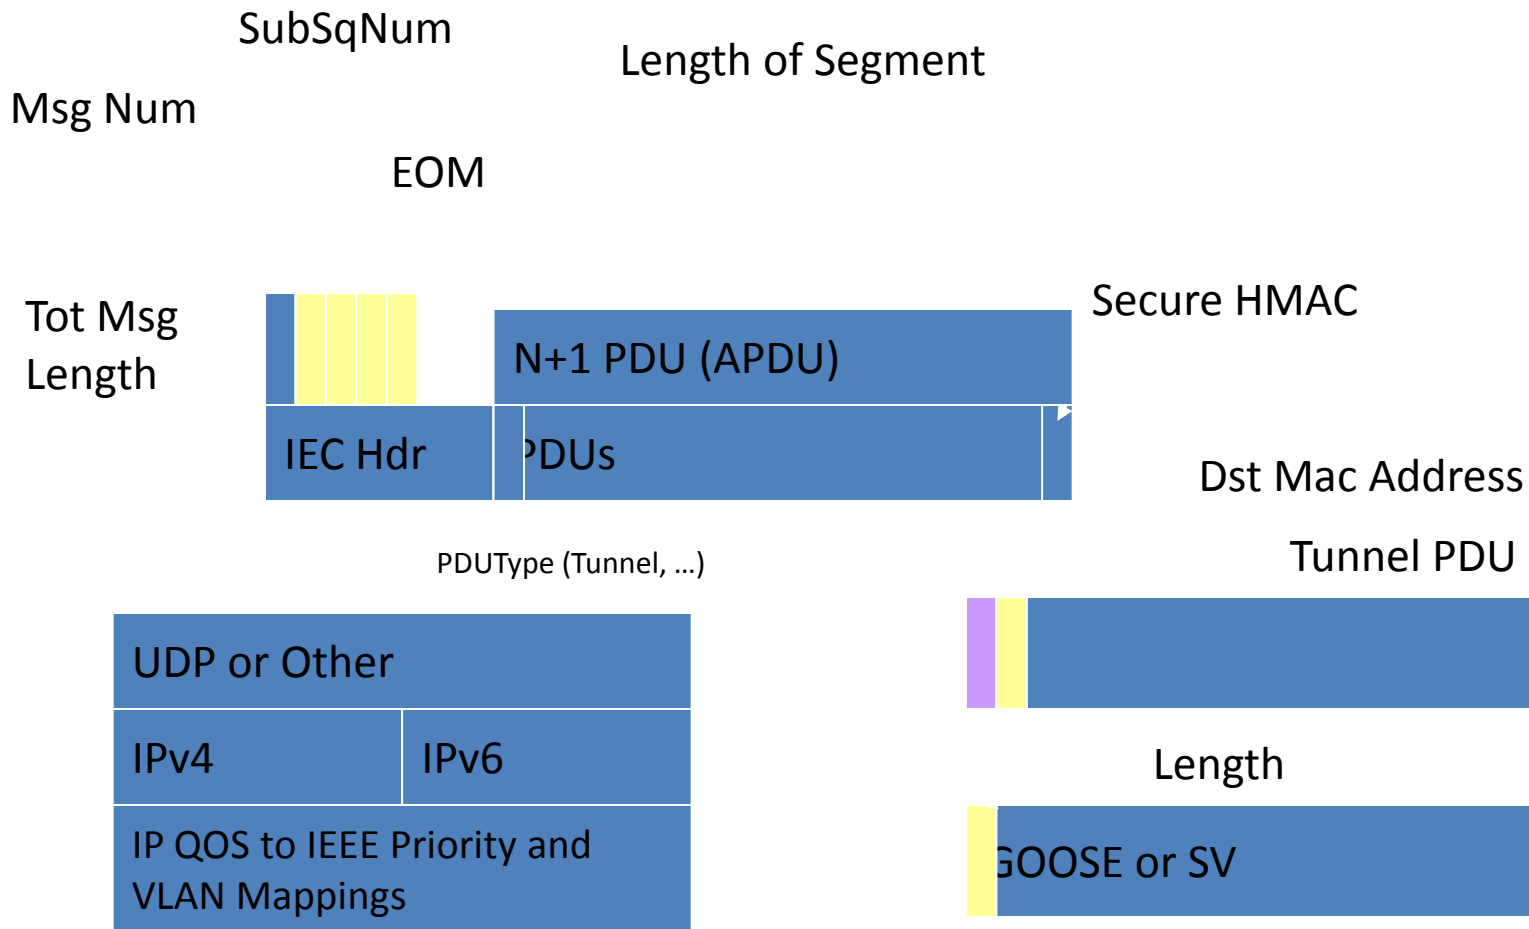 SubSqNum
Length of Segment
Msg Num
EOM
Secure HMAC
Tot Msg
Length
N+1 PDU (APDU)
IEC Hdr
PDUs
Dst Mac Address
Tunnel PDU
PDUType (Tunnel, ...)
UDP or Other
IPv4
IPv6
Length
IP QOS to IEEE Priority and
VLAN Mappings
GOOSE or SV